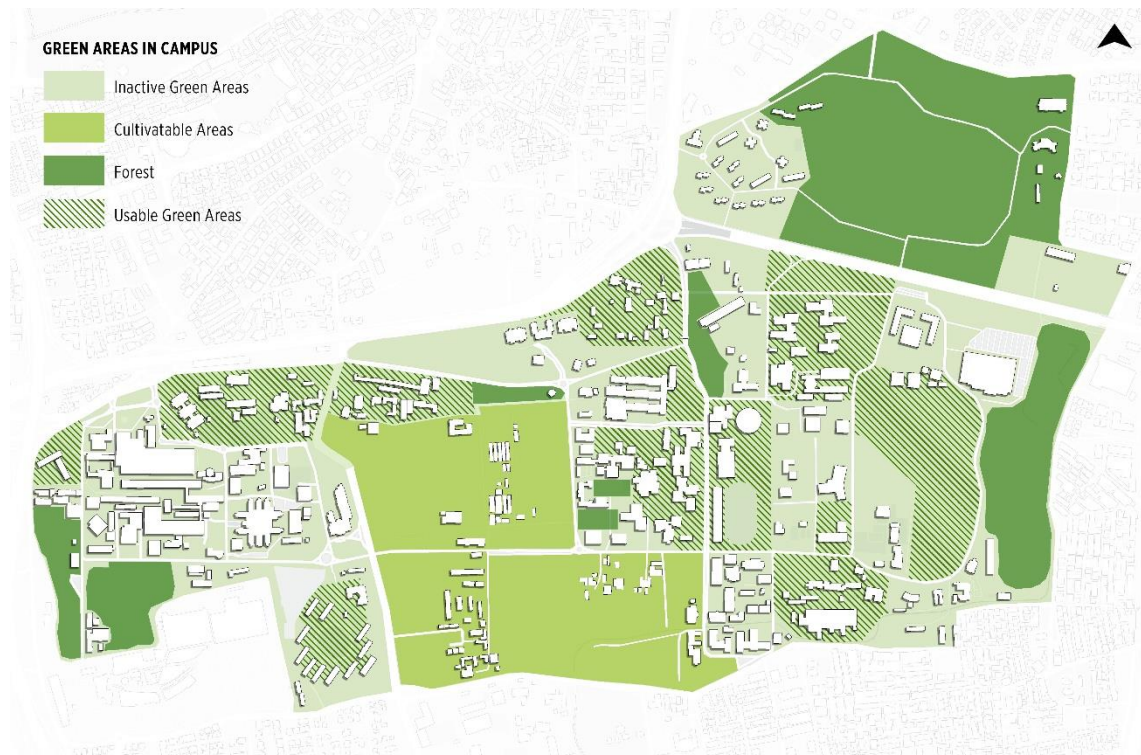 GREEN AREAS IN CAMPUS
Inactive Green Areas
Cultivatable Areas
Forest
Usable Green Areas